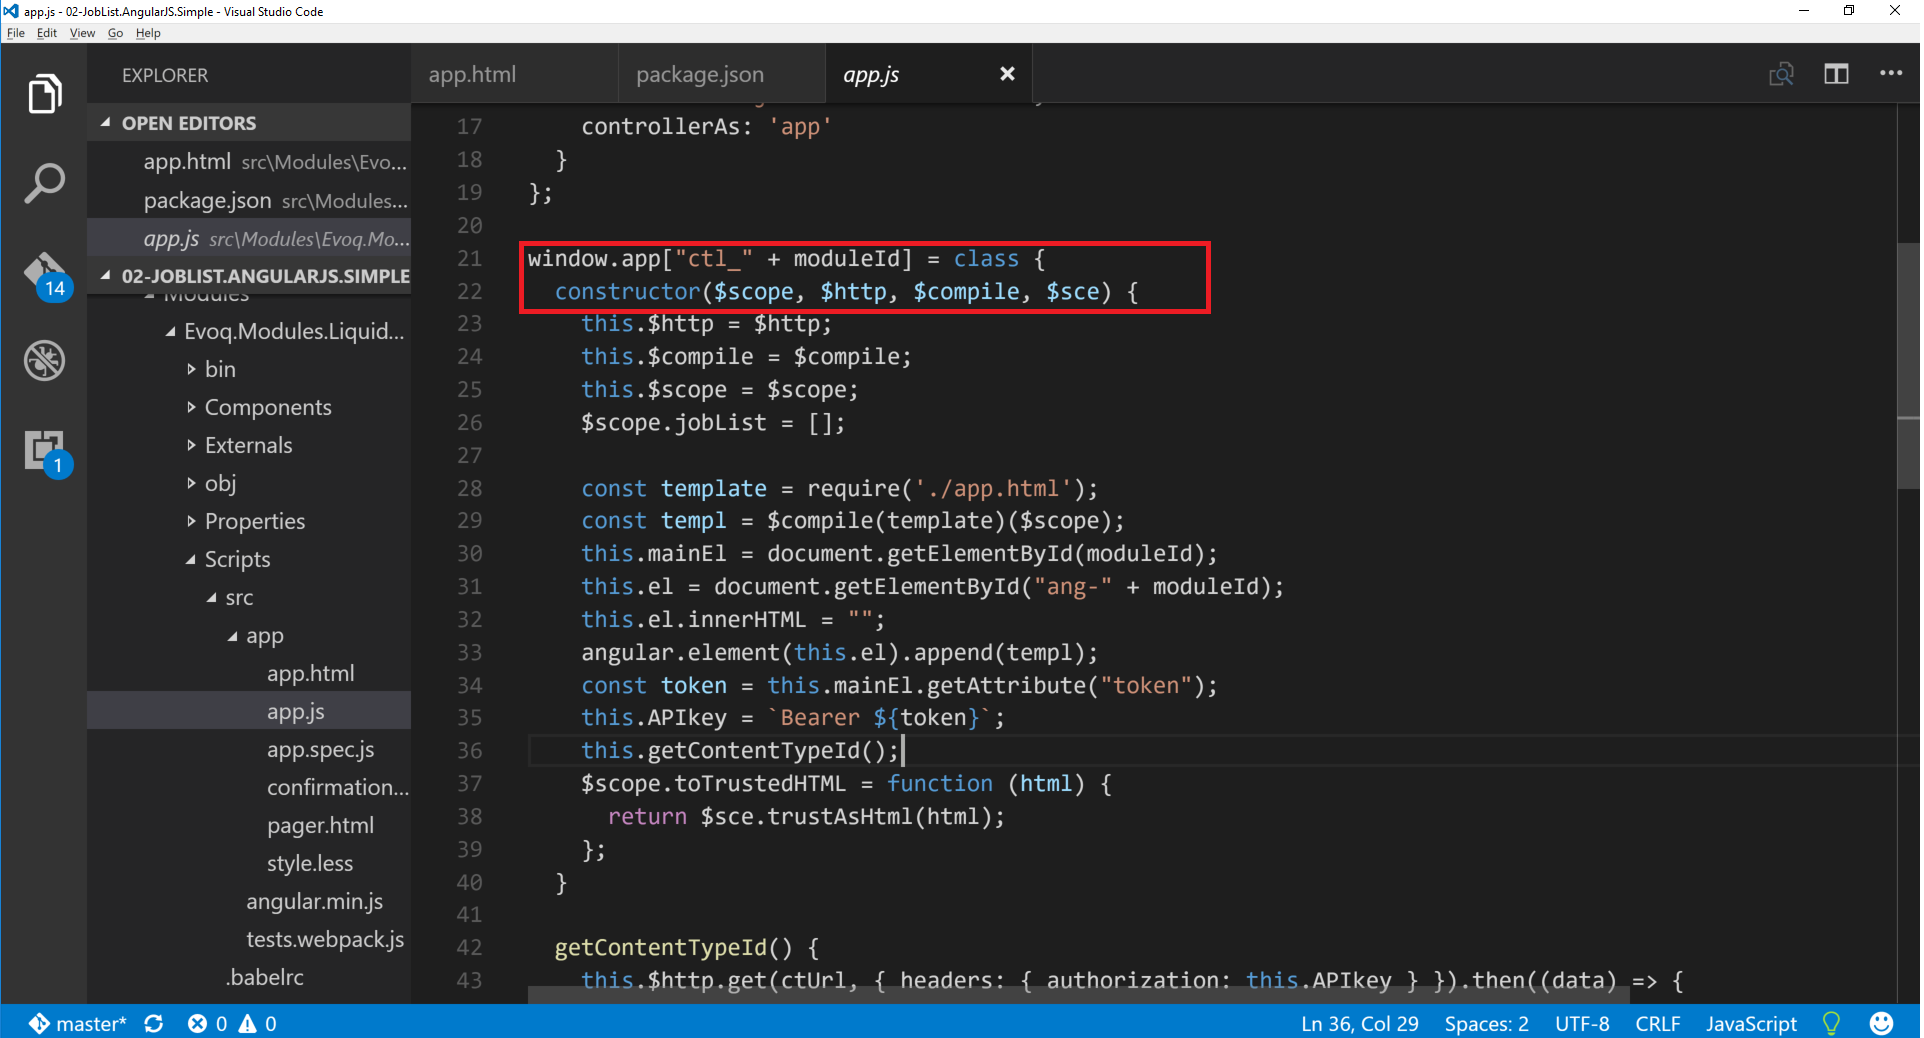 app.js - 02-JobList.AngularJS.Simple - Visual Studio Code
File Edit View Go Help
EXPLORER
OPEN EDITORS
app.html src\Modules\Evo...
package.json src\Modules...
app.js src\Modules\Evoq.Mo...
02-JOBLIST.ANGULARJS.SIMPLE
Modules
Evoq.Modules.Liquid...
bin
Components
Externals
obj
Properties
Scripts
src
app
app.html
app.js
app.spec.js
confirmation...
pager.html
style.less
angular.min.js
tests.webpack.js
.babelrc
14
1
app.html package.json app.js
17 controllerAs: 'app'
18 }
19 };
20
21 window.app["ctl_" + moduleId] = class {
22 constructor($scope, $http, $compile, $sce) {
23 this.$http = $http;
24 this.$compile = $compile;
25 this.$scope = $scope;
26 $scope.jobList = [];
27
28 const template = require('./app.html');
29 const templ = $compile(template)($scope);
30 this.mainEl = document.getElementById(moduleId);
31 this.el = document.getElementById("ang-" + moduleId);
32 this.el.innerHTML = "";
33 angular.element(this.el).append(templ);
34 const token = this.mainEl.getAttribute("token");
35 this.APIkey = `Bearer ${token}`;
36 this.getContentTypeId();
37 $scope.toTrustedHTML = function (html) {
38 return $sce.trustAsHtml(html);
39 };
40 }
41
42 getContentTypeId() {
43 this.$http.get(ctUrl, { headers: { authorization: this.APIkey } }).then((data) => {
master* 0 0 Ln 36, Col 29 Spaces: 2 UTF-8 CRLF JavaScript